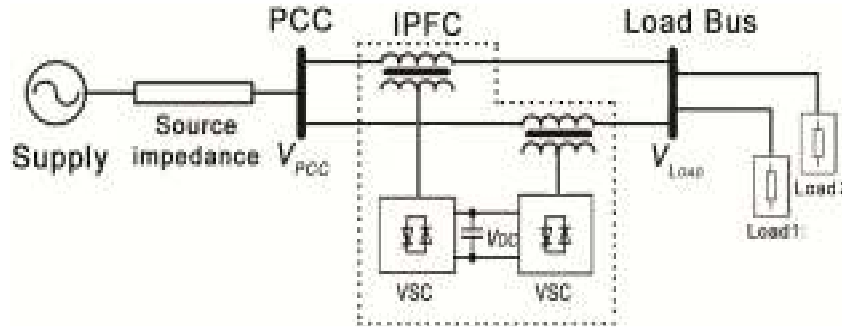 PCC
IPFC
Load Bus
Supply
Source
impedance
VPCC
VLOAD
VDC
VSC
VSC
Load1
Load2